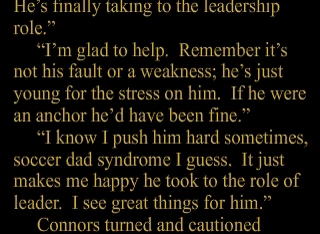 He's finally taking to the leadership
role.”
“I'm glad to help.  Remember it's
not his fault or a weakness; he's just
young for the stress on him.  If he were
an anchor he'd have been fine.”
“I know I push him hard sometimes,
soccer dad syndrome I guess.  It just
makes me happy he took to the role of
leader.  I see great things for him.”
Connors turned and cautioned